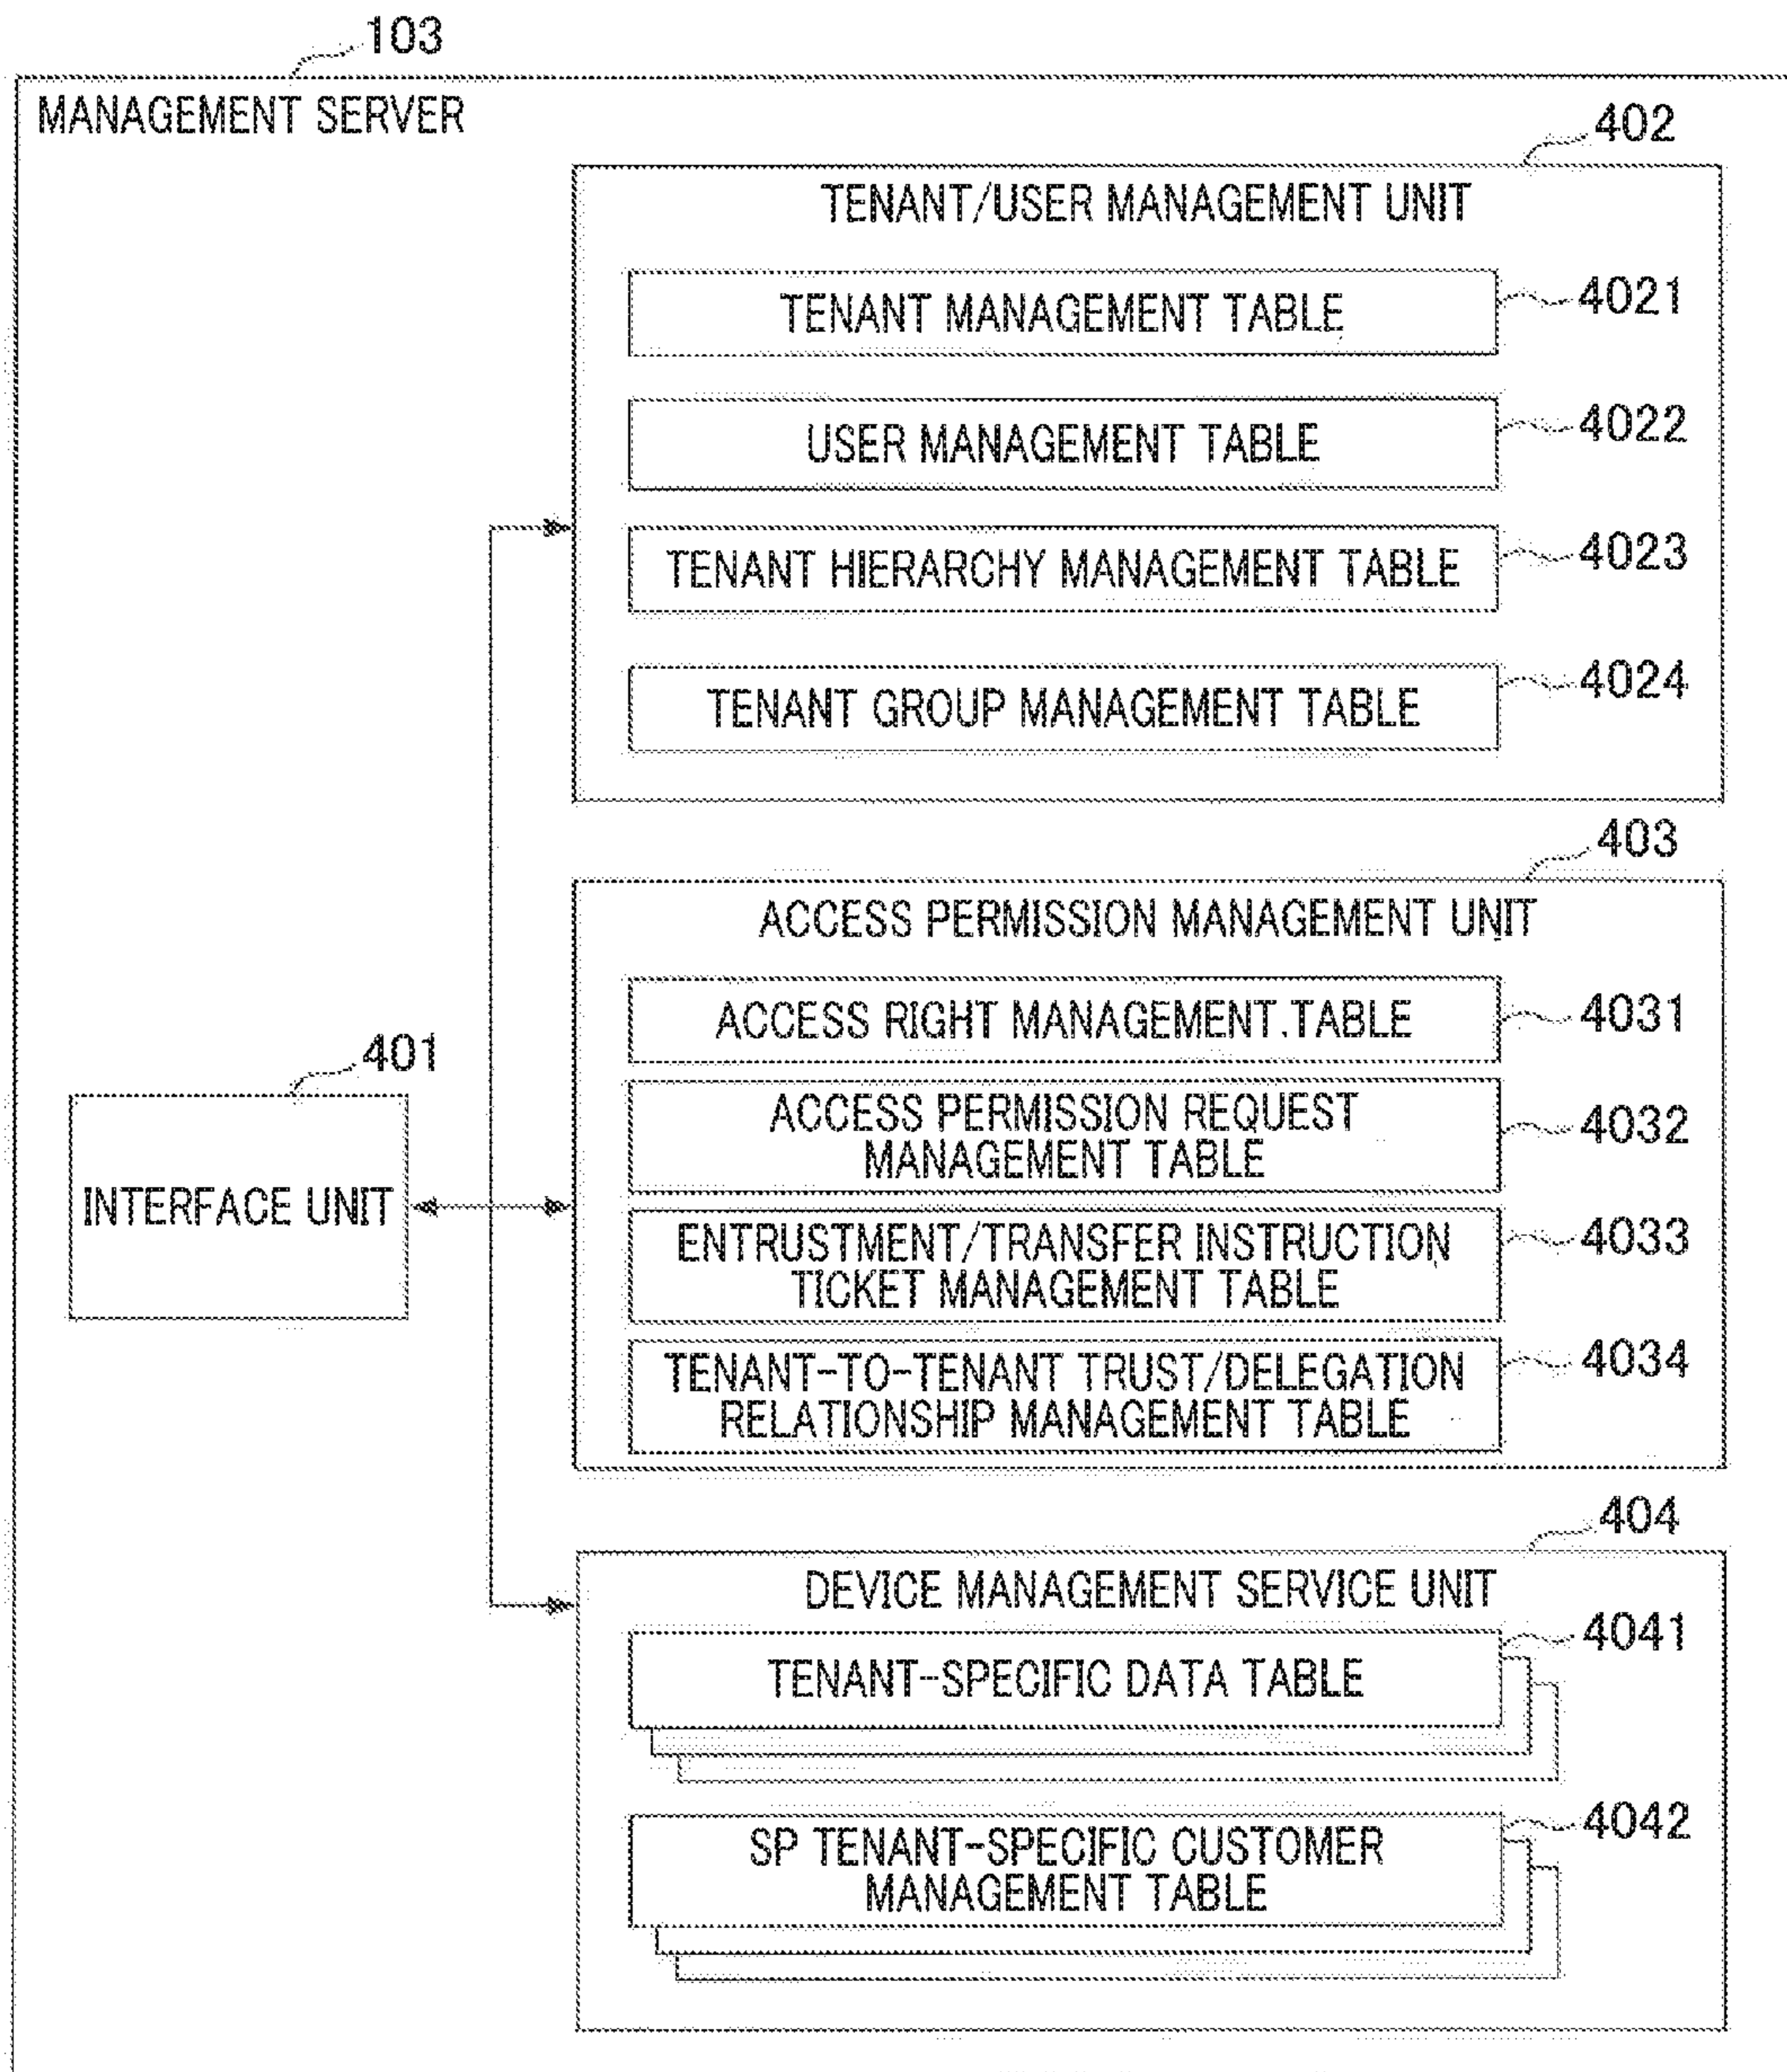 103
MANAGEMENT SERVER
402
TENANT/USER MANAGEMENT UNIT
TENANT MANAGEMENT TABLE
4021
USER MANAGEMENT TABLE
4022
TENANT HIERARCHY MANAGEMENT TABLE
4023
TENANT GROUP MANAGEMENT TABLE
4024
403
ACCESS PERMISSION MANAGEMENT UNIT
ACCESS RIGHT MANAGEMENT TABLE
4031
ACCESS PERMISSION REQUEST
MANAGEMENT TABLE
4032
401
INTERFACE UNIT
ENTRUSTMENT/TRANSFER INSTRUCTION
TICKET MANAGEMENT TABLE
4033
TENANT-TO-TENANT TRUST/DELEGATION
RELATIONSHIP MANAGEMENT TABLE
4034
404
DEVICE MANAGEMENT SERVICE UNIT
4041
TENANT-SPECIFIC DATA TABLE
4042
SP TENANT-SPECIFIC CUSTOMER
MANAGEMENT TABLE